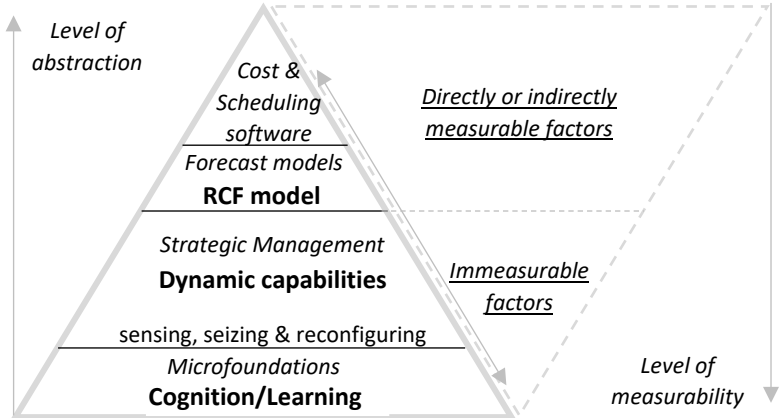 Level of
abstraction
Cost &
Scheduling
software
Forecast models
RCF model
Strategic Management
Dynamic capabilities
sensing, seizing & reconfiguring
Microfoundations
Cognition/Learning
Directly or indirectly
measurable factors
Immeasurable
factors
Level of
measurability